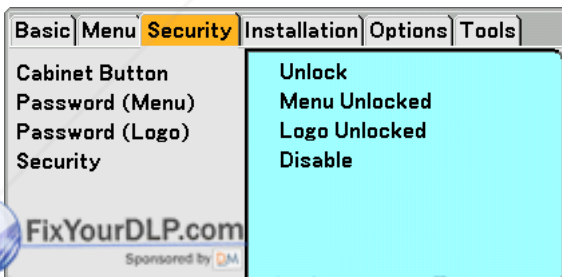 Basic Menu Security Installation Options Tools
Cabinet Button Unlock
Password (Menu) Menu Unlocked
Password (Logo) Logo Unlocked
Security Disable
FixYourDLP.com
Sponsored by DM